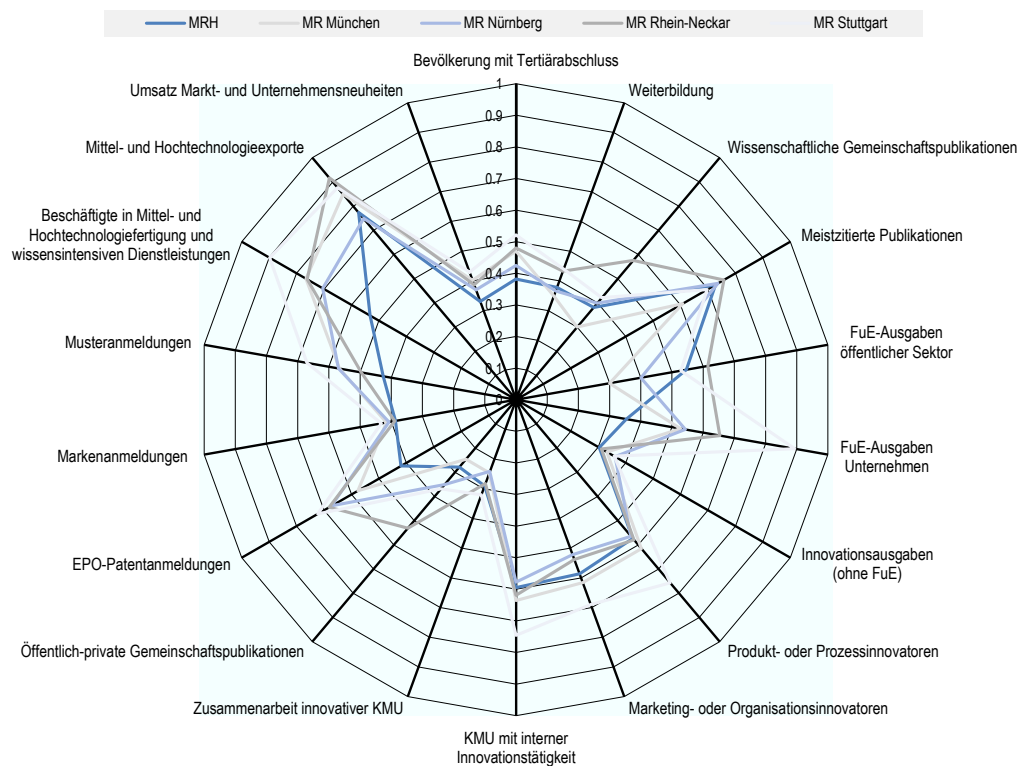 MRH MR München MR Nürnberg MR Rhein-Neckar MR Stuttgart
Bevölkerung mit Tertiärabschluss
Weiterbildung
Wissenschaftliche Gemeinschaftspublikationen
Meistzitierte Publikationen
FuE-Ausgaben
öffentlicher Sektor
FuE-Ausgaben
Unternehmen
Innovationsausgaben
(ohne FuE)
Produkt- oder Prozessinnovatoren
Marketing- oder Organisationsinnovatoren
KMU mit interner
Innovationstätigkeit
Zusammenarbeit innovativer KMU
Öffentlich-private Gemeinschaftspublikationen
EPO-Patentanmeldungen
Markenanmeldungen
Musteranmeldungen
Beschäftigte in Mittel- und
Hochtechnologiefertigung und
wissensintensiven Dienstleistungen
Mittel- und Hochtechnologieexporte
Umsatz Markt- und Unternehmensneuheiten
1
0.9
0.8
0.7
0.6
0.5
0.4
0.3
0.2
0.1
0